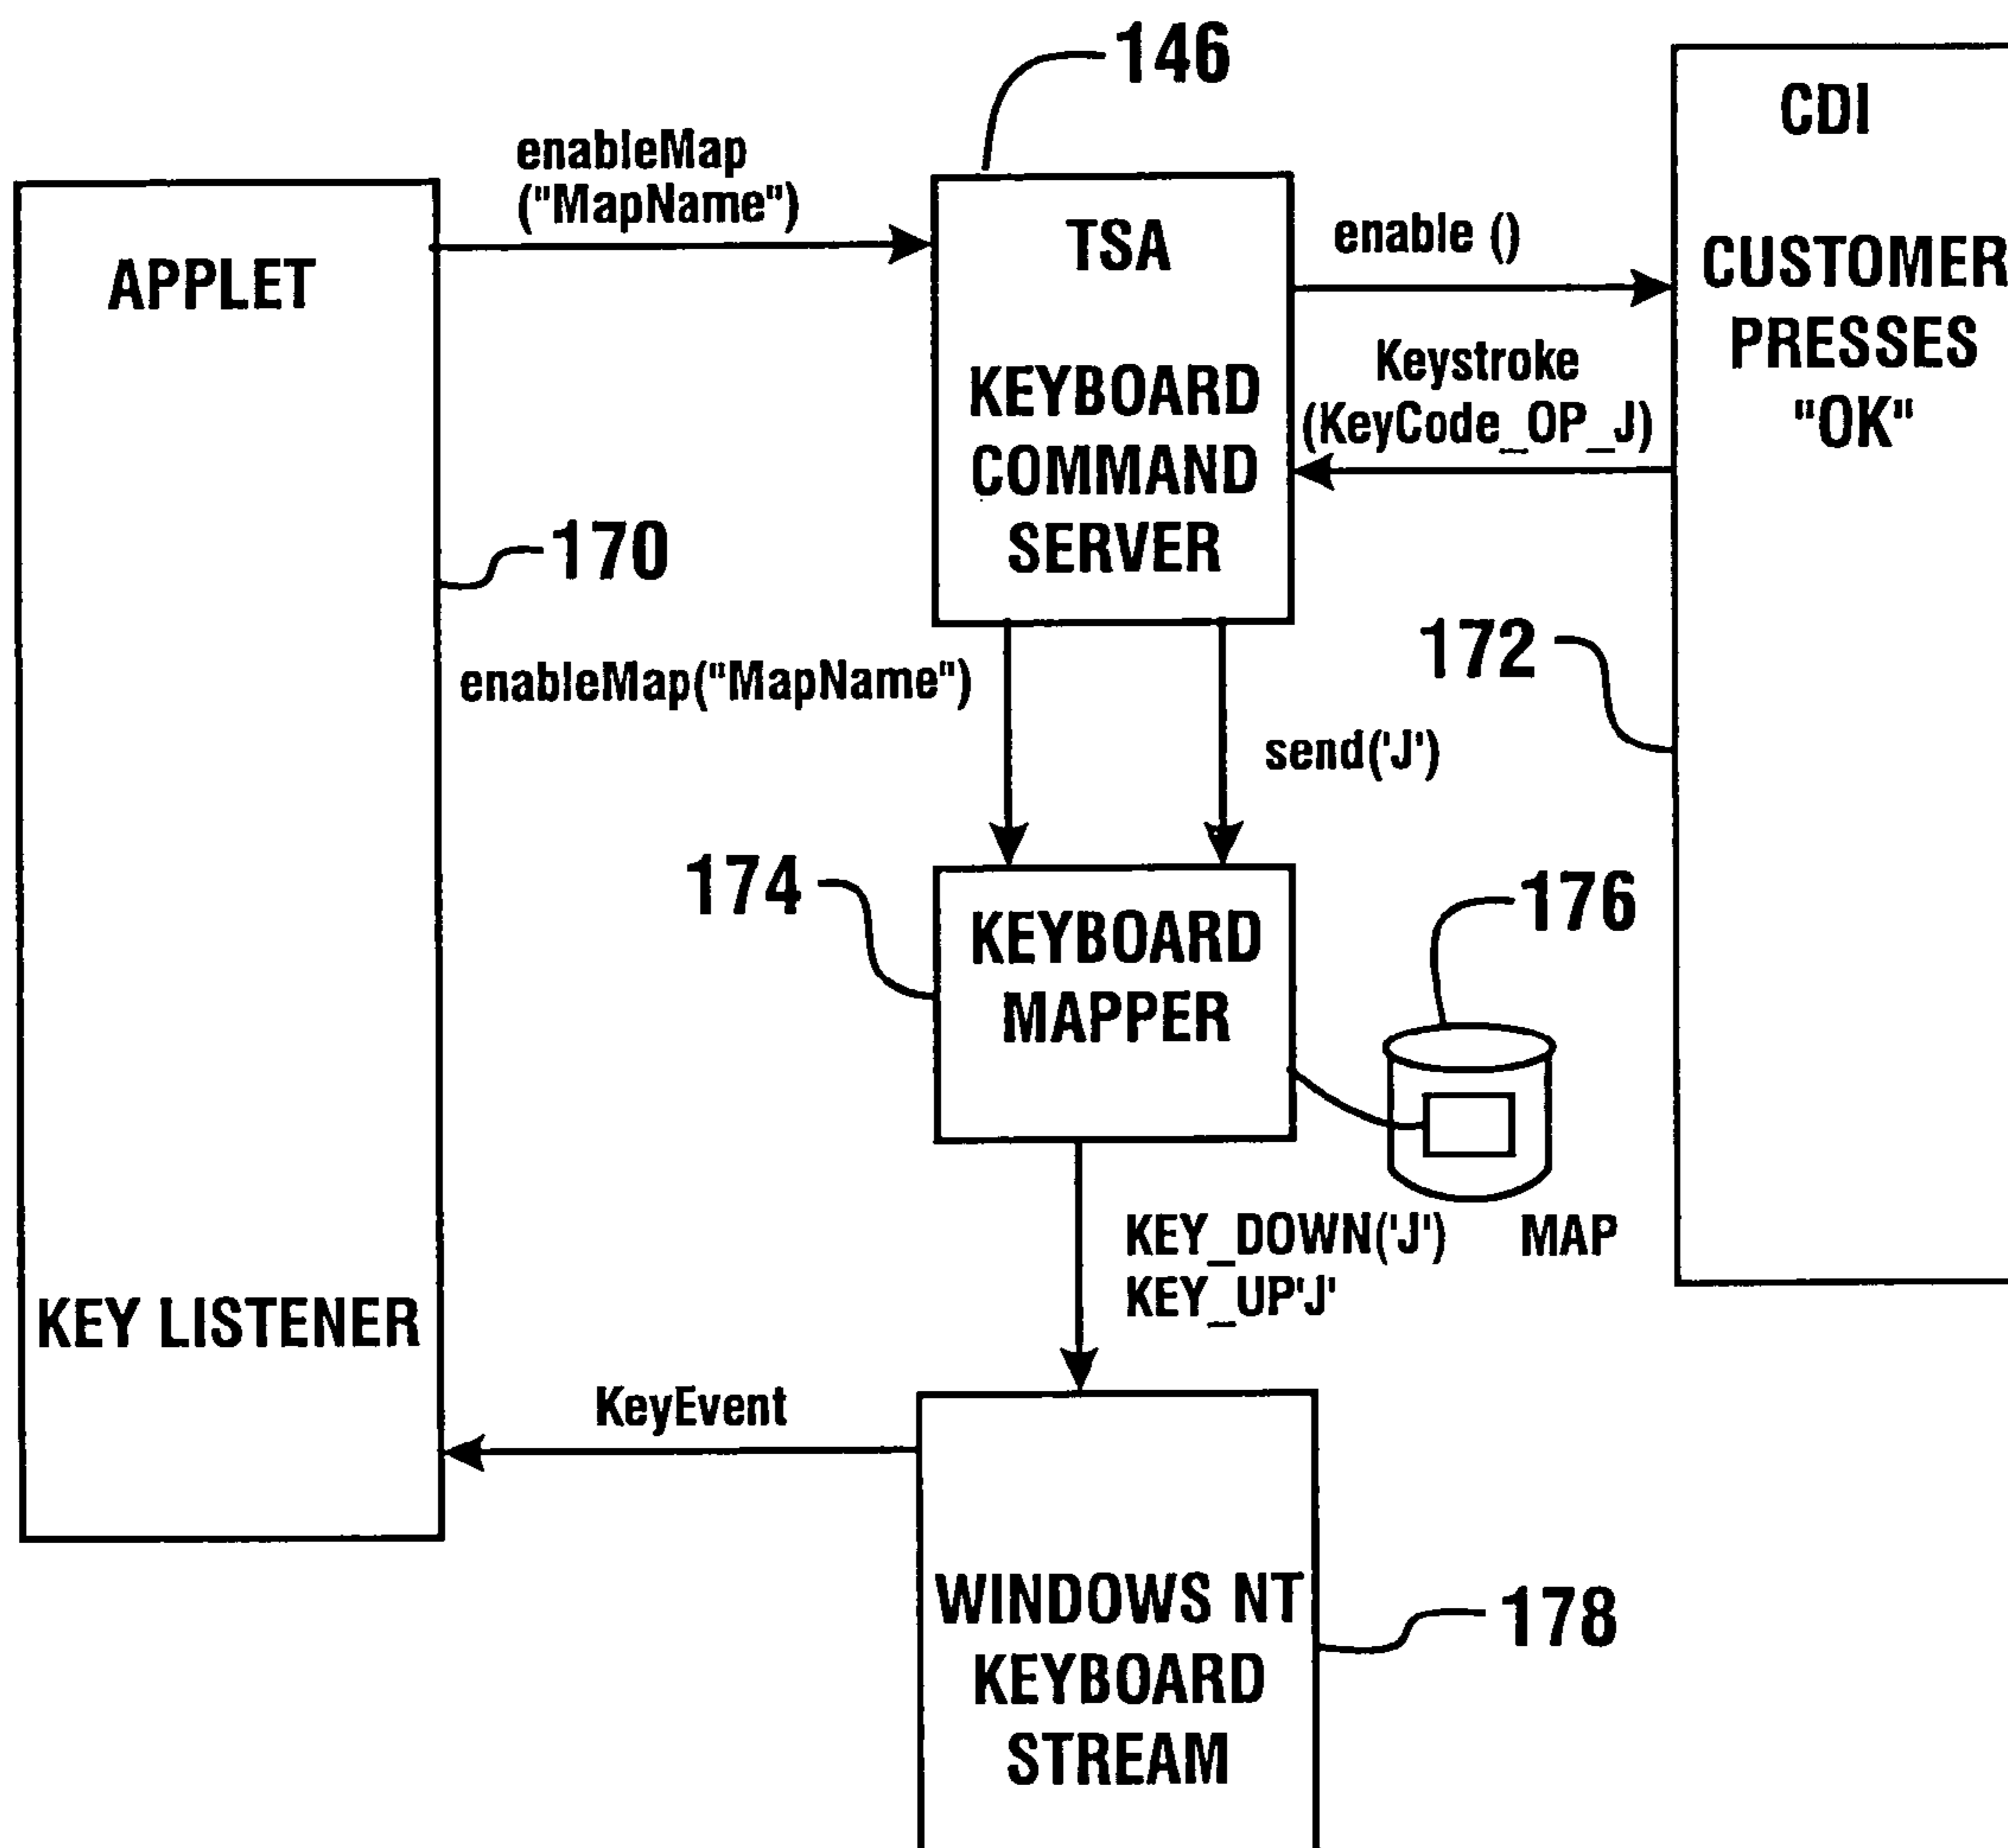 146
CDI
CUSTOMER
PRESSES
"OK"
enableMap
("MapName")
APPLET
TSA
KEYBOARD
COMMAND
SERVER
enable ()
Keystroke
(KeyCode_OP_J)
170
172
enableMap("MapName")
send('J')
174
KEYBOARD
MAPPER
176
MAP
KEY_DOWN('J')
KEY_UP'J'
KEY LISTENER
KeyEvent
WINDOWS NT
KEYBOARD
STREAM
178